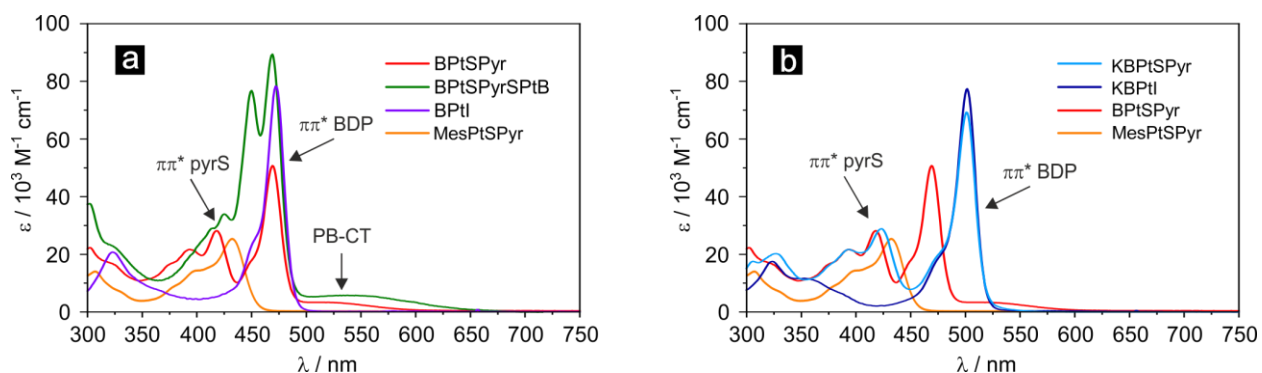 a
BPtSPyr
BPtSPyrSPtB
BPtI
MesPtSPyr
ππ* BDP
ππ* pyrS
PB-CT
ε / 10³ M⁻¹ cm⁻¹
100
80
60
40
20
0
300 350 400 450 500 550 600 650 700 750
λ / nm
b
KBPtSPyr
KBPtI
BPtSPyr
MesPtSPyr
ππ* pyrS
ππ* BDP
ε / 10³ M⁻¹ cm⁻¹
100
80
60
40
20
0
300 350 400 450 500 550 600 650 700 750
λ / nm